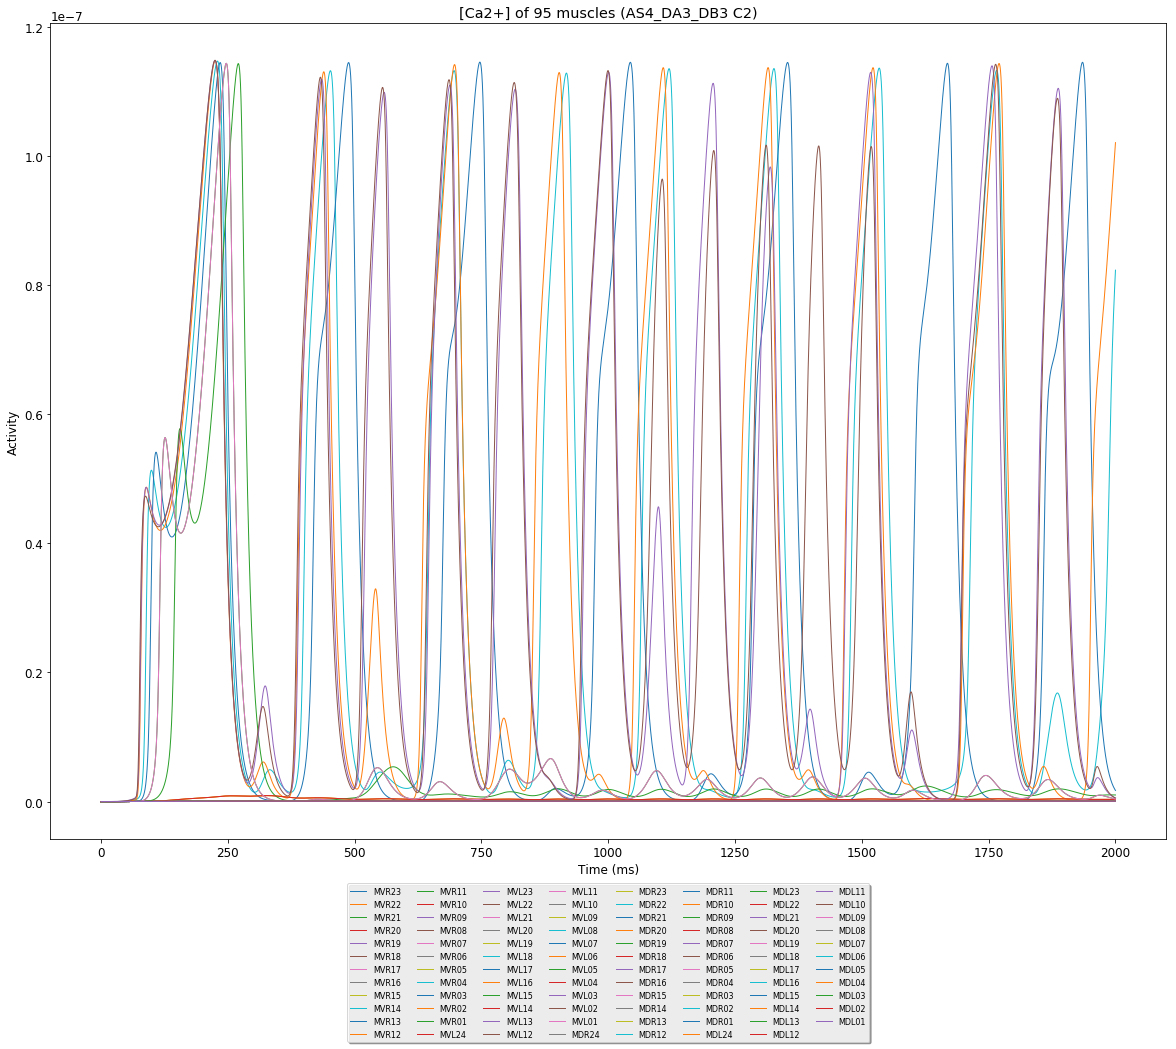 [Ca2+] of 95 muscles (AS4_DA3_DB3 C2)
1e−7
1.2
1.0
0.8
0.6
0.4
0.2
0.0
Activity
0 250 500 750 1000 1250 1500 1750 2000
Time (ms)
MVR23 MVR11 MVL23 MVL11 MDR23 MDR11 MDL23 MDL11
MVR22 MVR10 MVL22 MVL10 MDR22 MDR10 MDL22 MDL10
MVR21 MVR09 MVL21 MVL09 MDR21 MDR09 MDL21 MDL09
MVR20 MVR08 MVL20 MVL08 MDR20 MDR08 MDL20 MDL08
MVR19 MVR07 MVL19 MVL07 MDR19 MDR07 MDL19 MDL07
MVR18 MVR06 MVL18 MVL06 MDR18 MDR06 MDL18 MDL06
MVR17 MVR05 MVL17 MVL05 MDR17 MDR05 MDL17 MDL05
MVR16 MVR04 MVL16 MVL04 MDR16 MDR04 MDL16 MDL04
MVR15 MVR03 MVL15 MVL03 MDR15 MDR03 MDL15 MDL03
MVR14 MVR02 MVL14 MVL02 MDR14 MDR02 MDL14 MDL02
MVR13 MVR01 MVL13 MVL01 MDR13 MDR01 MDL13 MDL01
MVR12 MVL24 MVL12 MDR24 MDR12 MDL24 MDL12